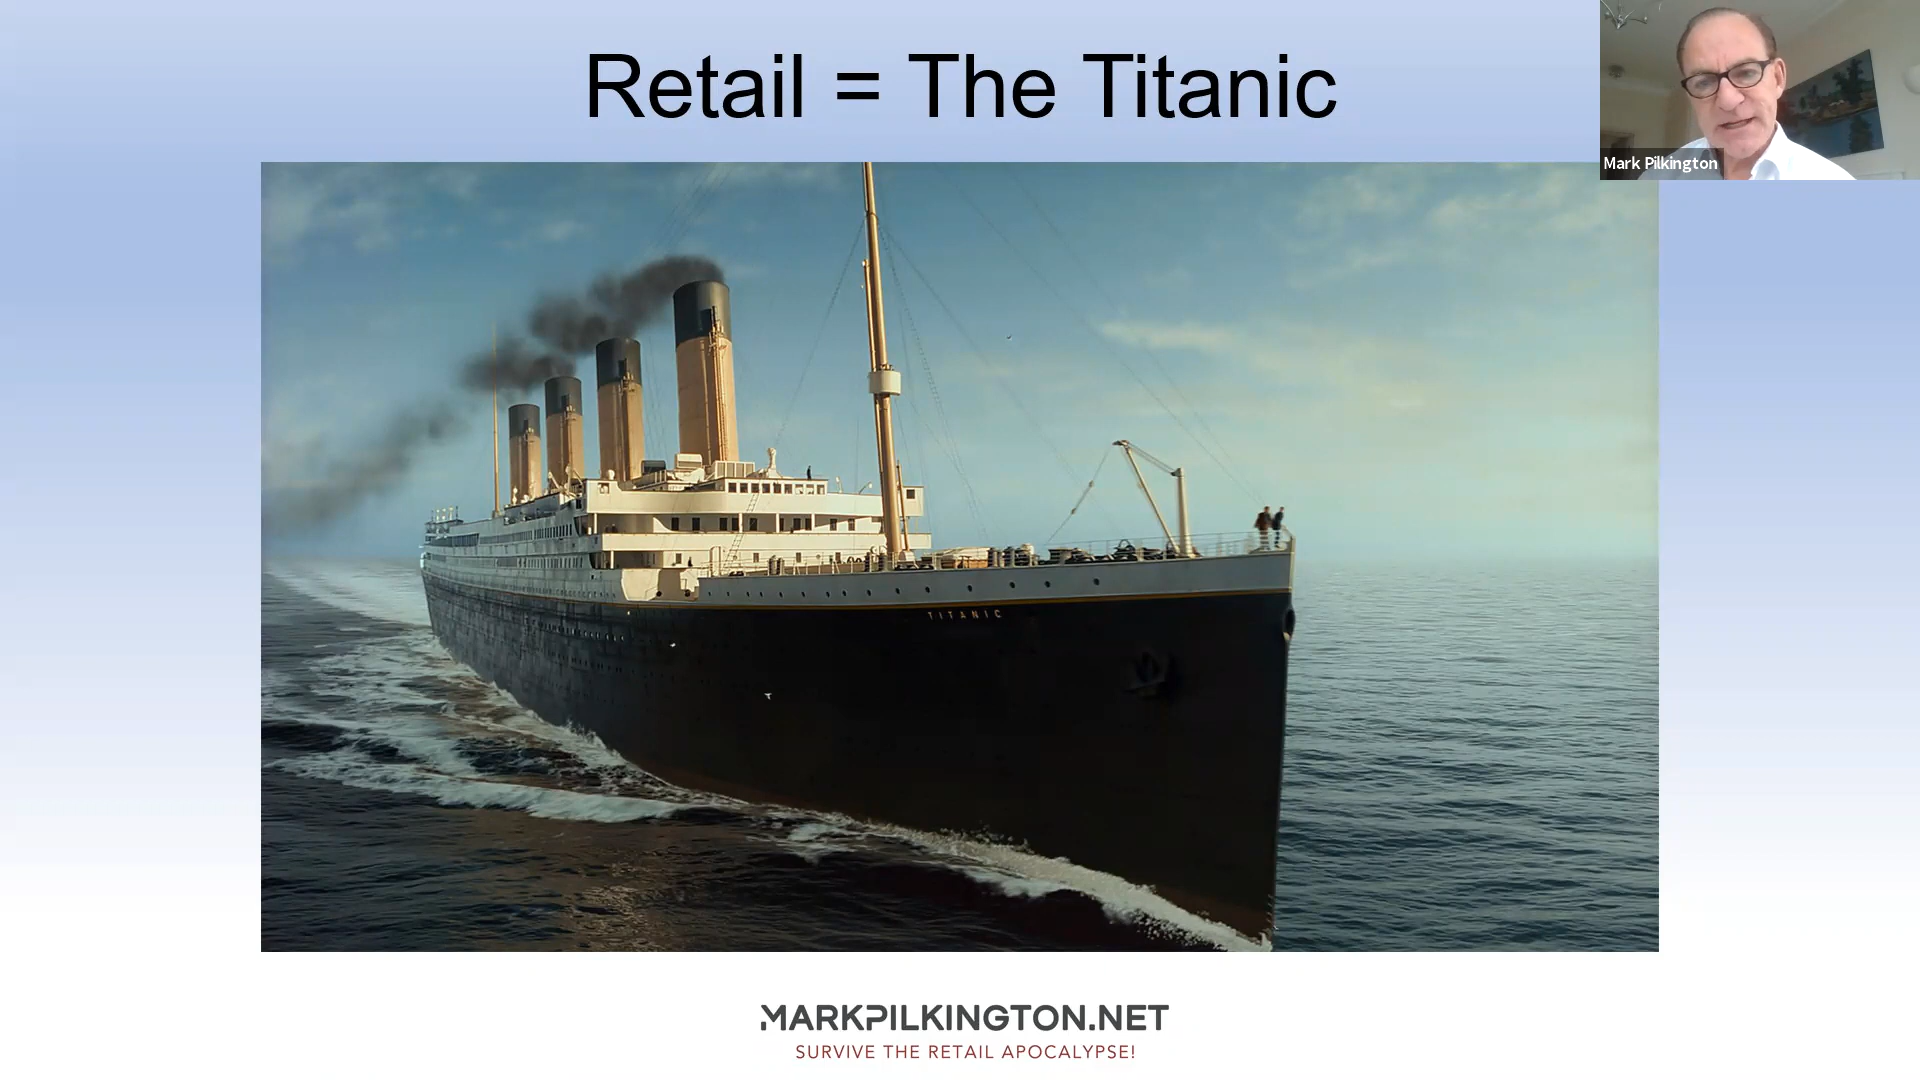 Retail = The Titanic
Mark Pilkington
TITANIC
MARKPILKINGTON.NET
SURVIVE THE RETAIL APOCALYPSE!